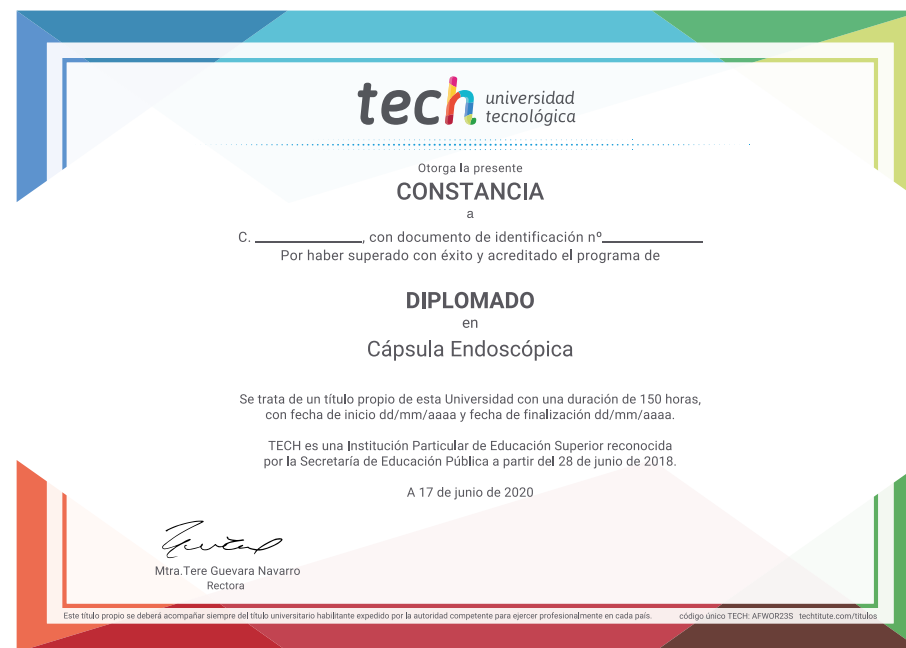 tech universidad
tecnológica
Otorga la presente
CONSTANCIA
a
C. ____________, con documento de identificación nº____________
Por haber superado con éxito y acreditado el programa de
DIPLOMADO
en
Cápsula Endoscópica
Se trata de un título propio de esta Universidad con una duración de 150 horas,
con fecha de inicio dd/mm/aaaa y fecha de finalización dd/mm/aaaa.
TECH es una Institución Particular de Educación Superior reconocida
por la Secretaría de Educación Pública a partir del 28 de junio de 2018.
A 17 de junio de 2020
Mtra.Tere Guevara Navarro
Rectora
Este título propio se deberá acompañar siempre del título universitario habilitante expedido por la autoridad competente para ejercer profesionalmente en cada país. código único TECH: AFWOR23S techtitute.com/titulos